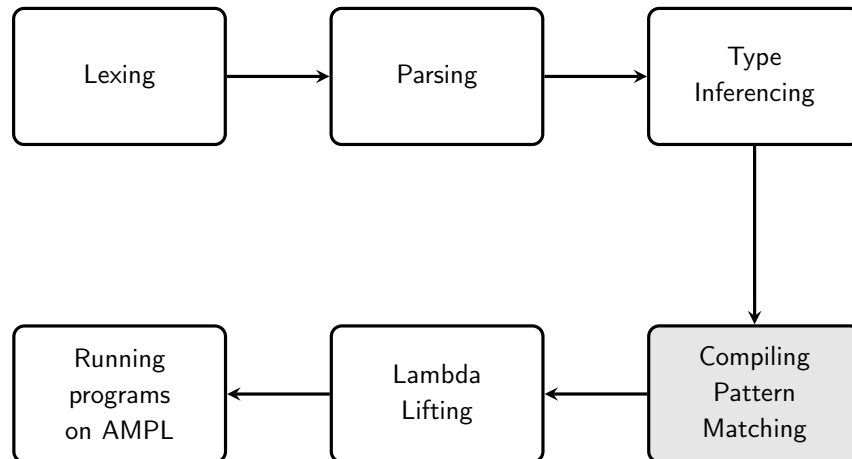 Lexing
Parsing
Type
Inferencing
Running
programs
on AMPL
Lambda
Lifting
Compiling
Pattern
Matching